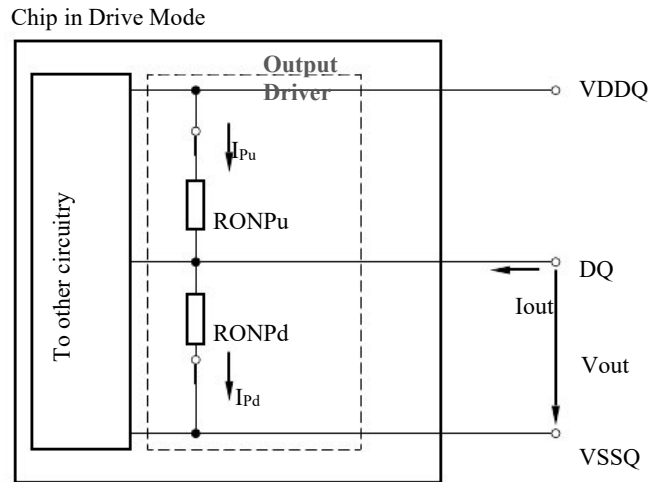 Chip in Drive Mode
Output
Driver
VDDQ
IPu
To other circuitry
RONPu
DQ
Iout
RONPd
Vout
IPd
VSSQ